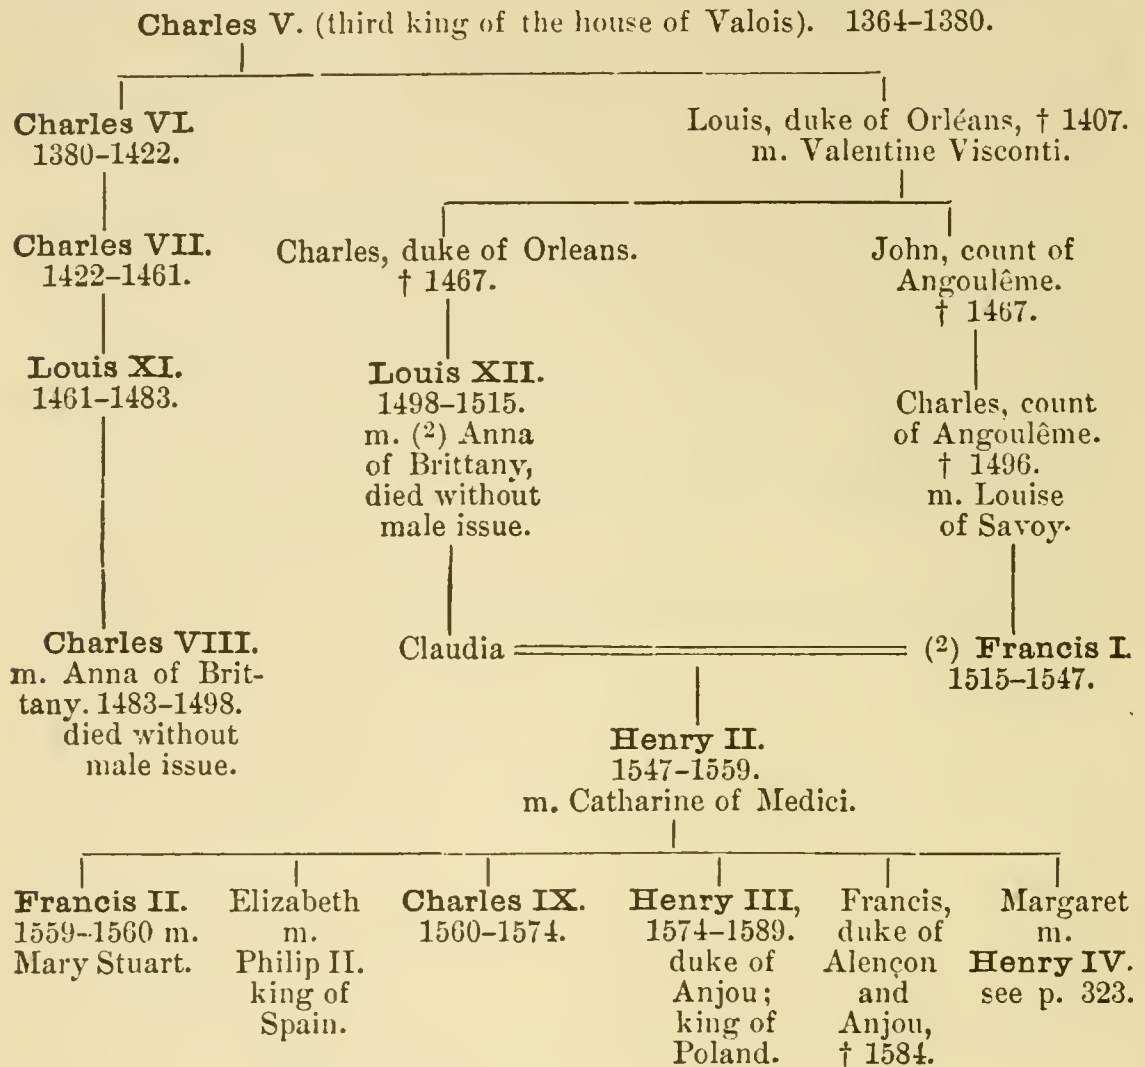 Charles V. (third king of the house of Valois). 1364-1380.
Charles VI.
1380-1422.
Louis, duke of Orléans, † 1407.
m. Valentine Visconti.
Charles VII.
1422-1461.
Charles, duke of Orleans.
† 1467.
John, count of
Angoulême.
† 1467.
Louis XI.
1461-1483.
Louis XII.
1498-1515.
m. (²) Anna
of Brittany,
died without
male issue.
Charles, count
of Angoulême.
† 1496.
m. Louise
of Savoy.
Charles VIII.
m. Anna of Brit-
tany. 1483-1498.
died without
male issue.
Claudia
(²) Francis I.
1515-1547.
Henry II.
1547-1559.
m. Catharine of Medici.
Francis II.
1559-1560 m.
Mary Stuart.
Elizabeth
m.
Philip II.
king of
Spain.
Charles IX.
1560-1574.
Henry III,
1574-1589.
duke of
Anjou;
king of
Poland.
Francis,
duke of
Alençon
and
Anjou,
† 1584.
Margaret
m.
Henry IV.
see p. 323.